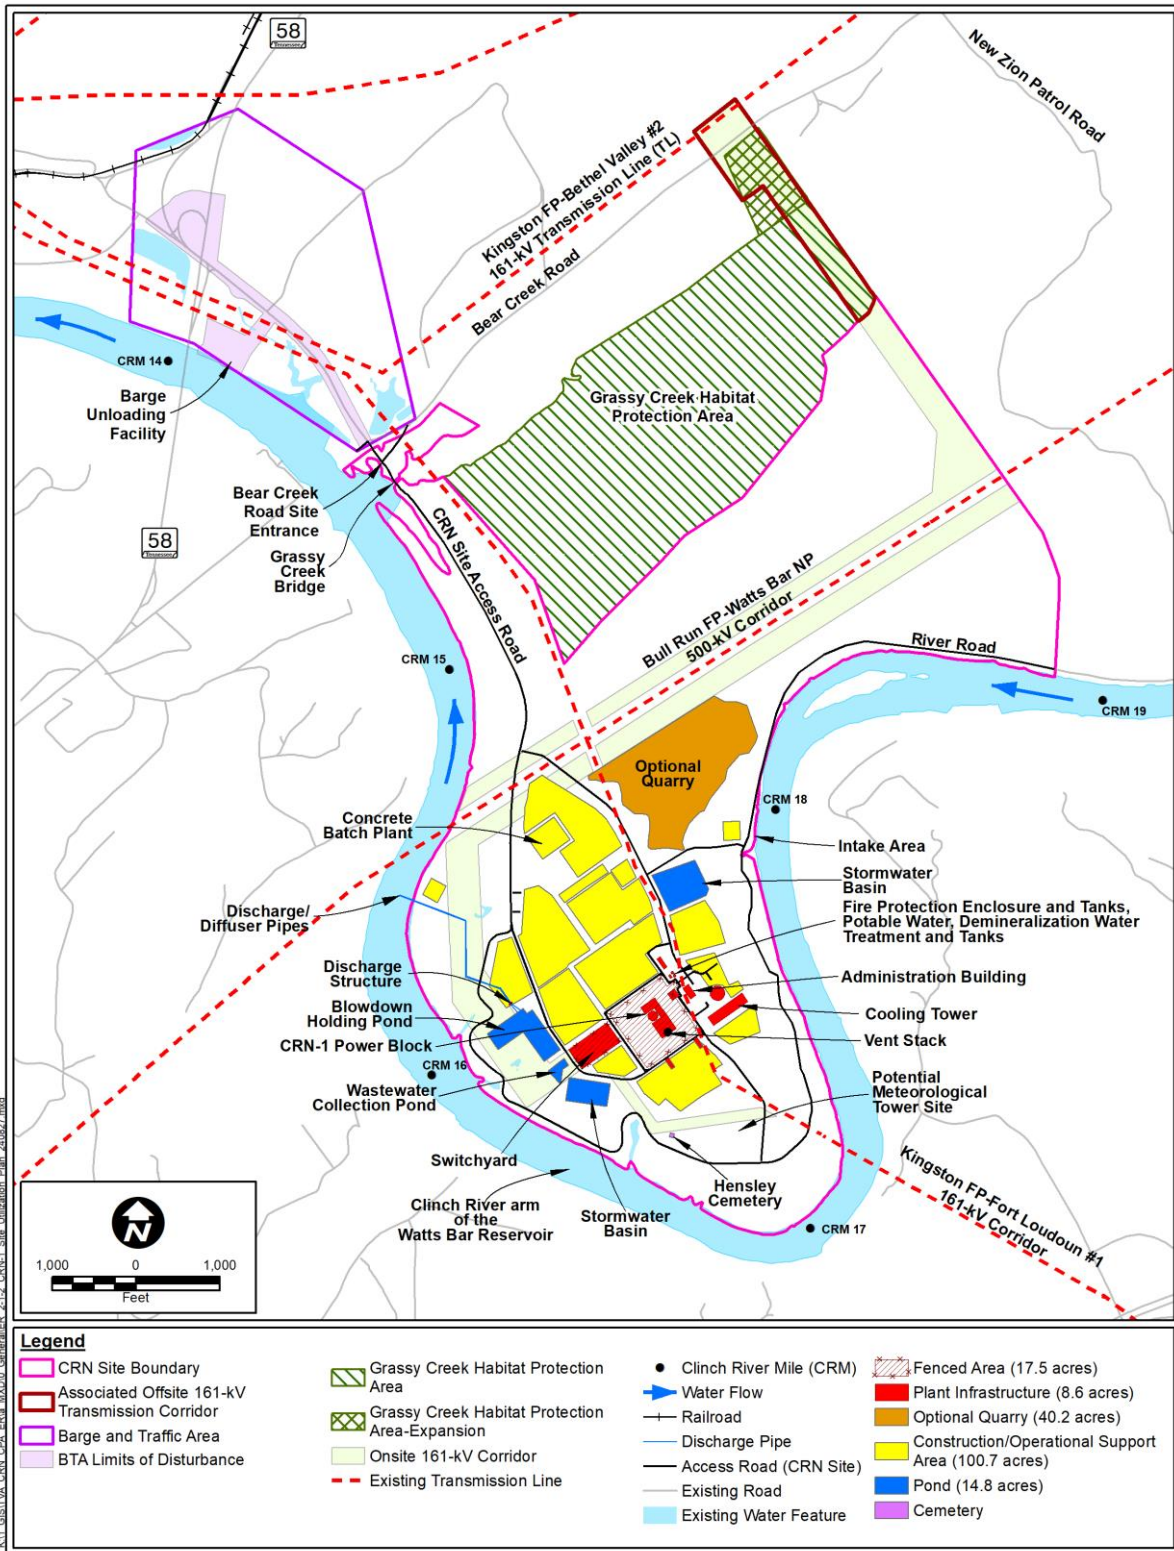 58
Tennessee
New Zion Patrol Road
Kingston FP-Bethel Valley #2
161-kV Transmission Line (TL)
Bear Creek Road
CRM 14
Barge
Unloading
Facility
Grassy Creek Habitat
Protection Area
Bear Creek
Road Site
Entrance
58
Tennessee
Grassy
Creek
Bridge
CRN Site Access Road
Bull Run FP-Watts Bar NP
500-kV Corridor
River Road
CRM 15
CRM 19
Optional
Quarry
CRM 18
Concrete
Batch Plant
Intake Area
Stormwater
Basin
Discharge/
Diffuser Pipes
Fire Protection Enclosure and Tanks,
Potable Water, Demineralization Water
Treatment and Tanks
Discharge
Structure
Administration Building
Blowdown
Holding Pond
Cooling Tower
CRN-1 Power Block
Vent Stack
CRM 16
Wastewater
Collection Pond
Potential
Meteorological
Tower Site
Switchyard
Hensley
Cemetery
Clinch River arm
of the
Watts Bar Reservoir
Stormwater
Basin
CRM 17
Kingston FP-Fort Loudoun #1
161-kV Corridor
N
1,000 0 1,000
Feet
Legend
CRN Site Boundary
Associated Offsite 161-kV
Transmission Corridor
Barge and Traffic Area
BTA Limits of Disturbance
Grassy Creek Habitat Protection
Area
Grassy Creek Habitat Protection
Area-Expansion
Onsite 161-kV Corridor
Existing Transmission Line
Clinch River Mile (CRM)
Water Flow
Railroad
Discharge Pipe
Access Road (CRN Site)
Existing Road
Existing Water Feature
Fenced Area (17.5 acres)
Plant Infrastructure (8.6 acres)
Optional Quarry (40.2 acres)
Construction/Operational Support
Area (100.7 acres)
Pond (14.8 acres)
Cemetery